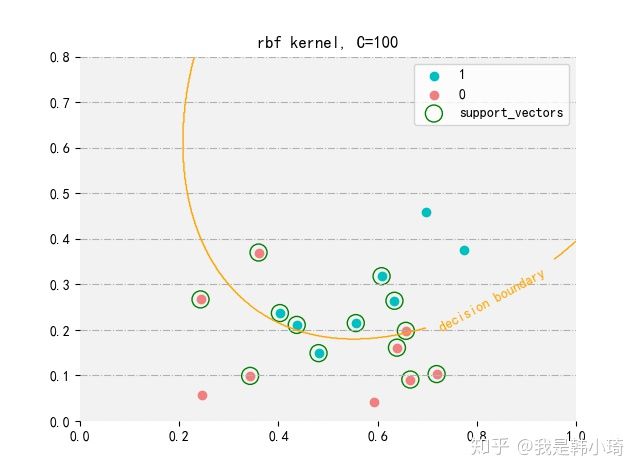 rbf kernel, C=100
0.8
0.7
0.6
0.5
0.4
0.3
0.2
0.1
0.0
0.0 0.2 0.4 0.6 0.8 1.0
1
0
support_vectors
decision boundary
知乎 @我是韩小琦